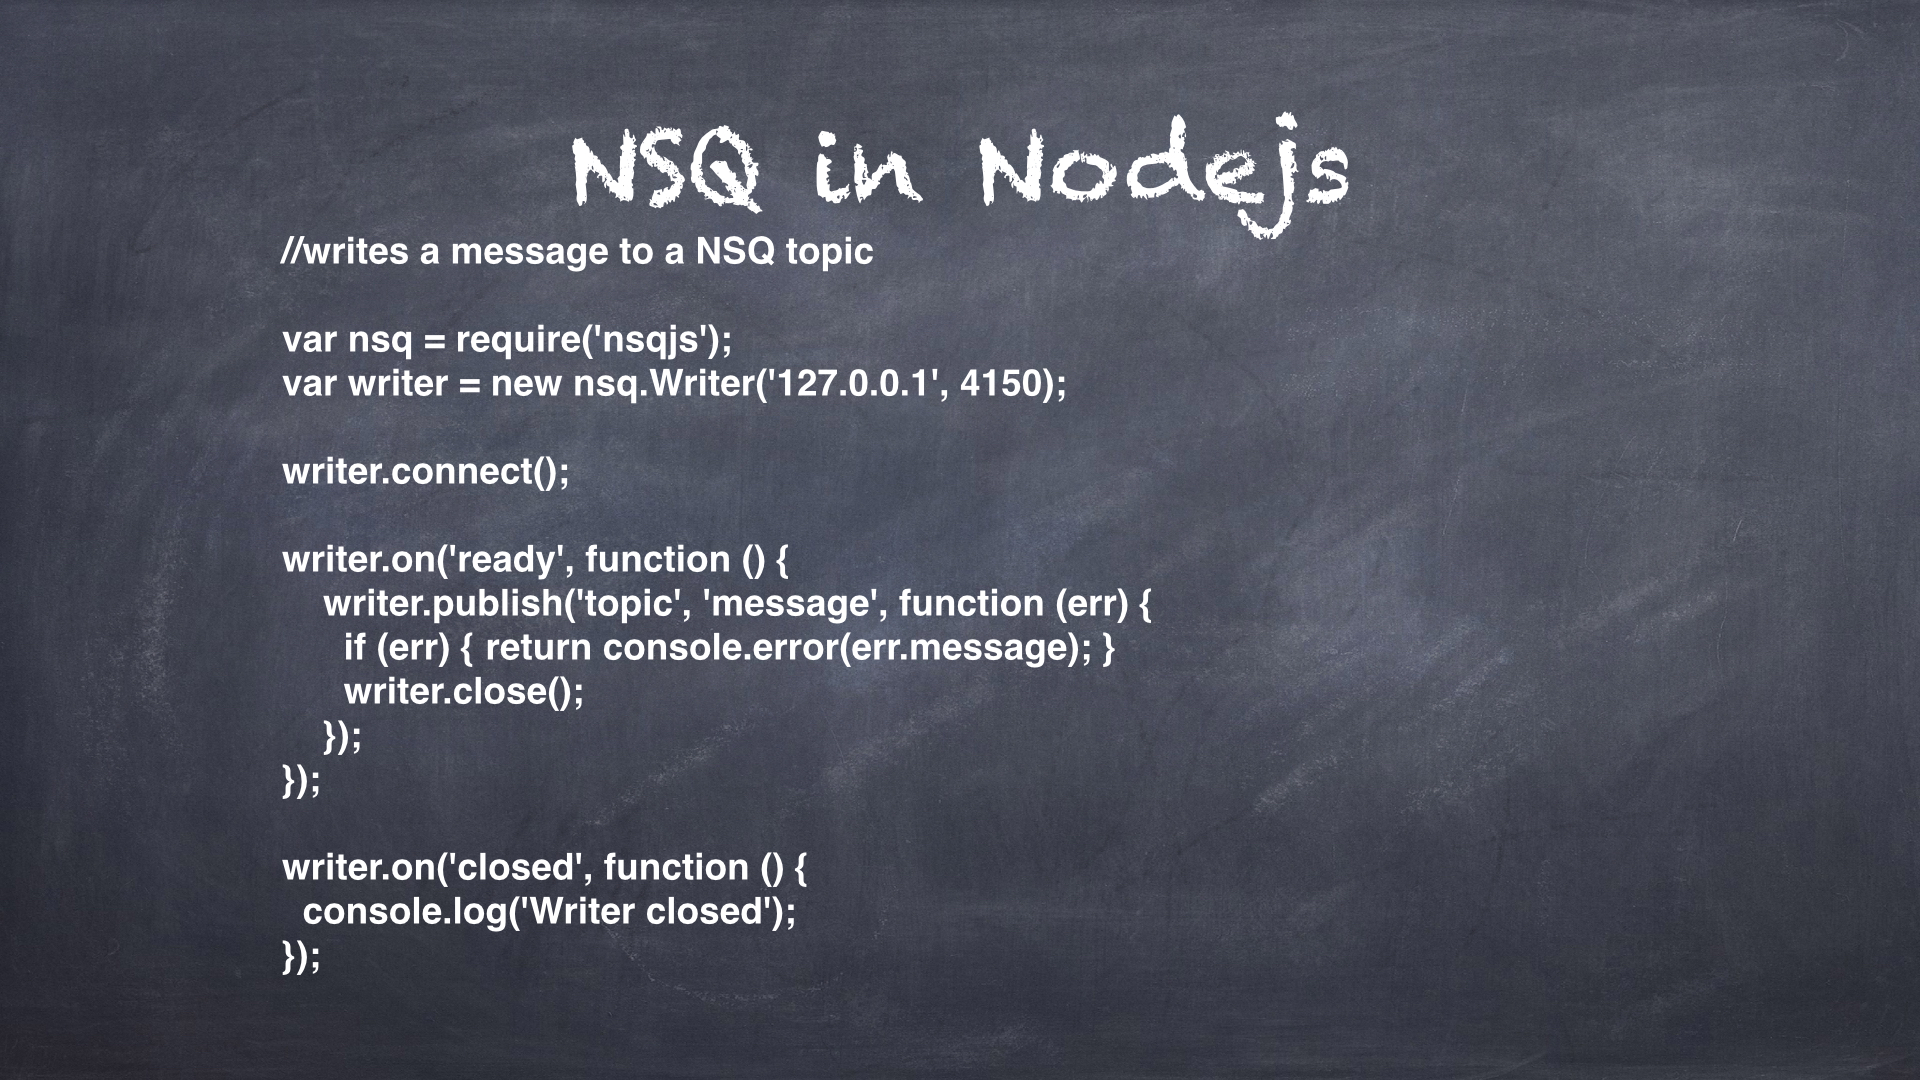 NSQ in Nodejs
//writes a message to a NSQ topic
var nsq = require('nsqjs');
var writer = new nsq.Writer('127.0.0.1', 4150);
writer.connect();
writer.on('ready', function () {
writer.publish('topic', 'message', function (err) {
if (err) { return console.error(err.message); }
writer.close();
});
});
writer.on('closed', function () {
console.log('Writer closed');
});